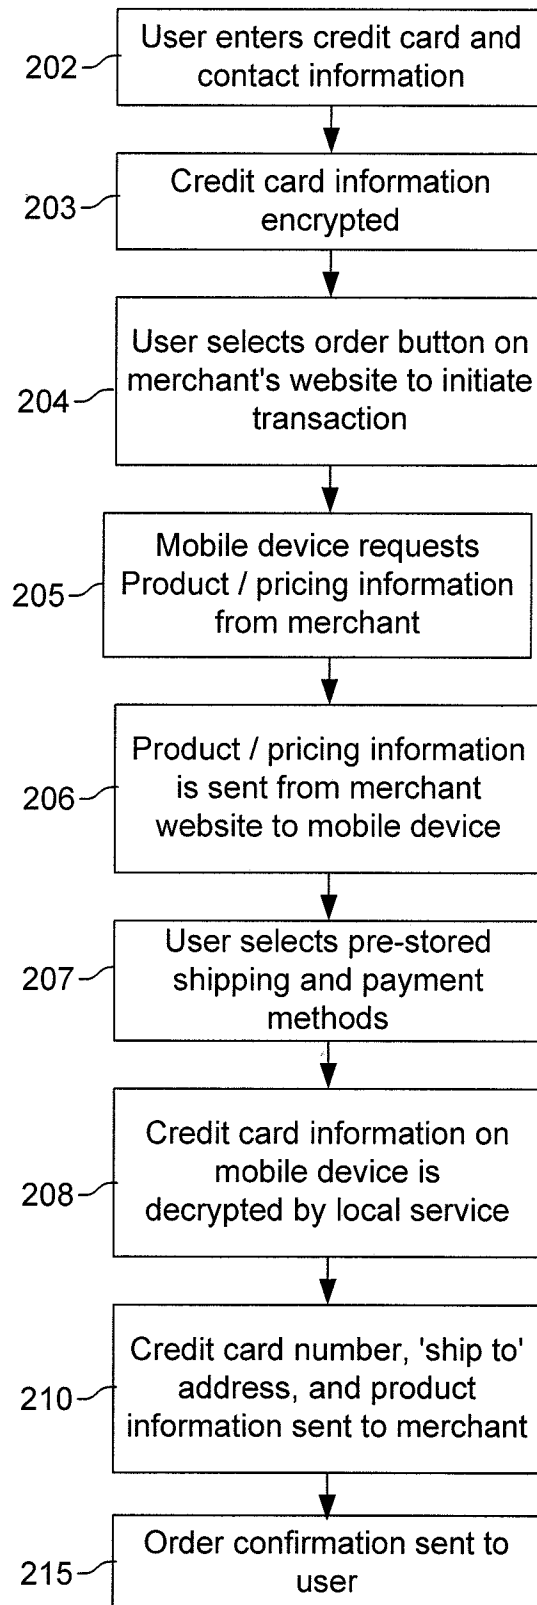 User enters credit card and
contact information
202
Credit card information
encrypted
203
User selects order button on
merchant's website to initiate
transaction
204
Mobile device requests
Product / pricing information
from merchant
205
Product / pricing information
is sent from merchant
website to mobile device
206
User selects pre-stored
shipping and payment
methods
207
Credit card information on
mobile device is
decrypted by local service
208
Credit card number, 'ship to'
address, and product
information sent to merchant
210
Order confirmation sent to
user
215